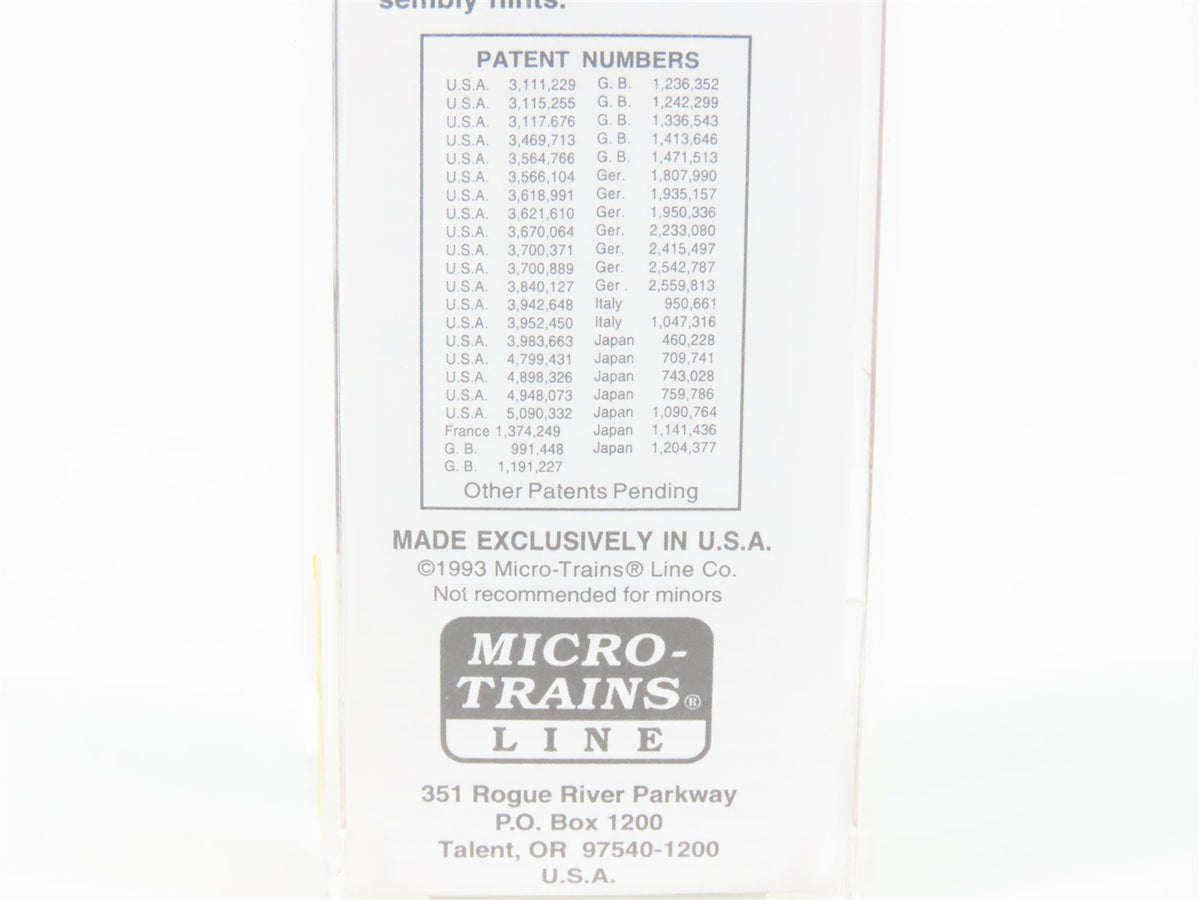 sembly hints.
PATENT NUMBERS
U.S.A. 3,111,229 G. B. 1,236,352
U.S.A. 3,115,255 G. B. 1,242,299
U.S.A. 3,117.676 G. B. 1,336,543
U.S.A. 3,469,713 G. B. 1,413,646
U.S.A. 3,564,766 G. B. 1,471,513
U.S.A. 3,566,104 Ger. 1,807,990
U.S.A. 3,618,991 Ger. 1,935,157
U.S.A. 3,621,610 Ger. 1,950,336
U.S.A. 3,670,064 Ger. 2,233,080
U.S.A. 3,700,371 Ger. 2,415,497
U.S.A. 3,700,889 Ger. 2,542,787
U.S.A. 3,840,127 Ger . 2,559,813
U.S.A. 3,942,648 Italy 950,661
U.S.A. 3,952,450 Italy 1,047,316
U.S.A. 3,983,663 Japan 460,228
U.S.A. 4,799,431 Japan 709,741
U.S.A. 4,898,326 Japan 743,028
U.S.A. 4,948,073 Japan 759,786
U.S.A. 5,090,332 Japan 1,090,764
France 1,374,249 Japan 1,141,436
G. B. 991,448 Japan 1,204,377
G. B. 1,191,227
Other Patents Pending
MADE EXCLUSIVELY IN U.S.A.
©1993 Micro-Trains® Line Co.
Not recommended for minors
MICRO-
TRAINS®
LINE
351 Rogue River Parkway
P.O. Box 1200
Talent, OR 97540-1200
U.S.A.